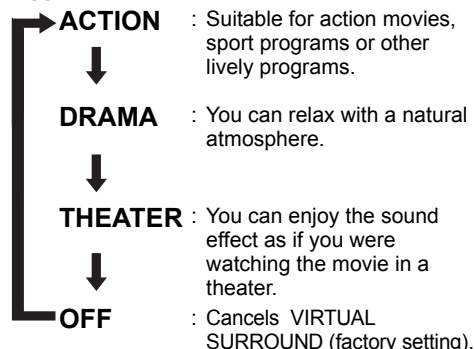 ACTION : Suitable for action movies,
sport programs or other
lively programs.
DRAMA : You can relax with a natural
atmosphere.
THEATER : You can enjoy the sound
effect as if you were
watching the movie in a
theater.
OFF : Cancels VIRTUAL
SURROUND (factory setting).